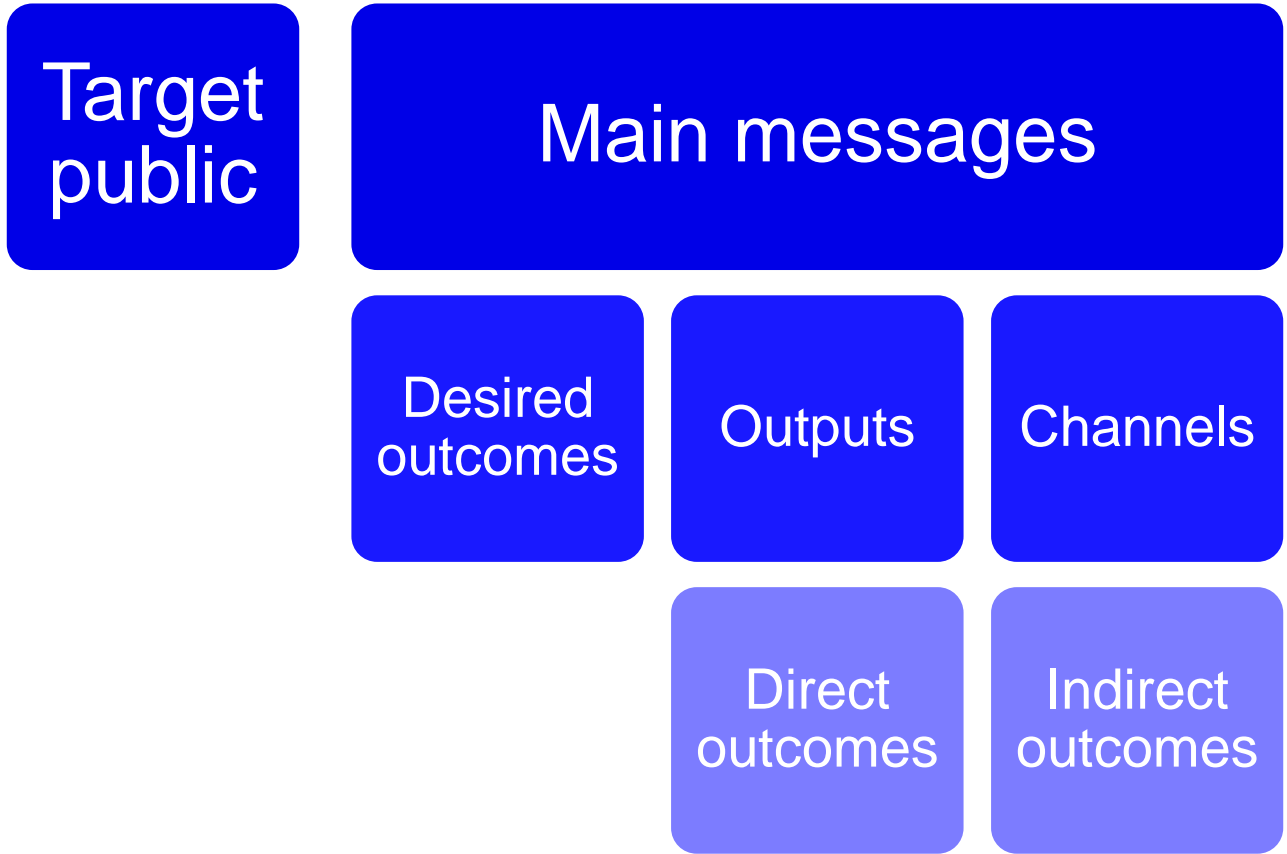 Target
public
Main messages
Desired
outcomes
Outputs
Channels
Direct
outcomes
Indirect
outcomes